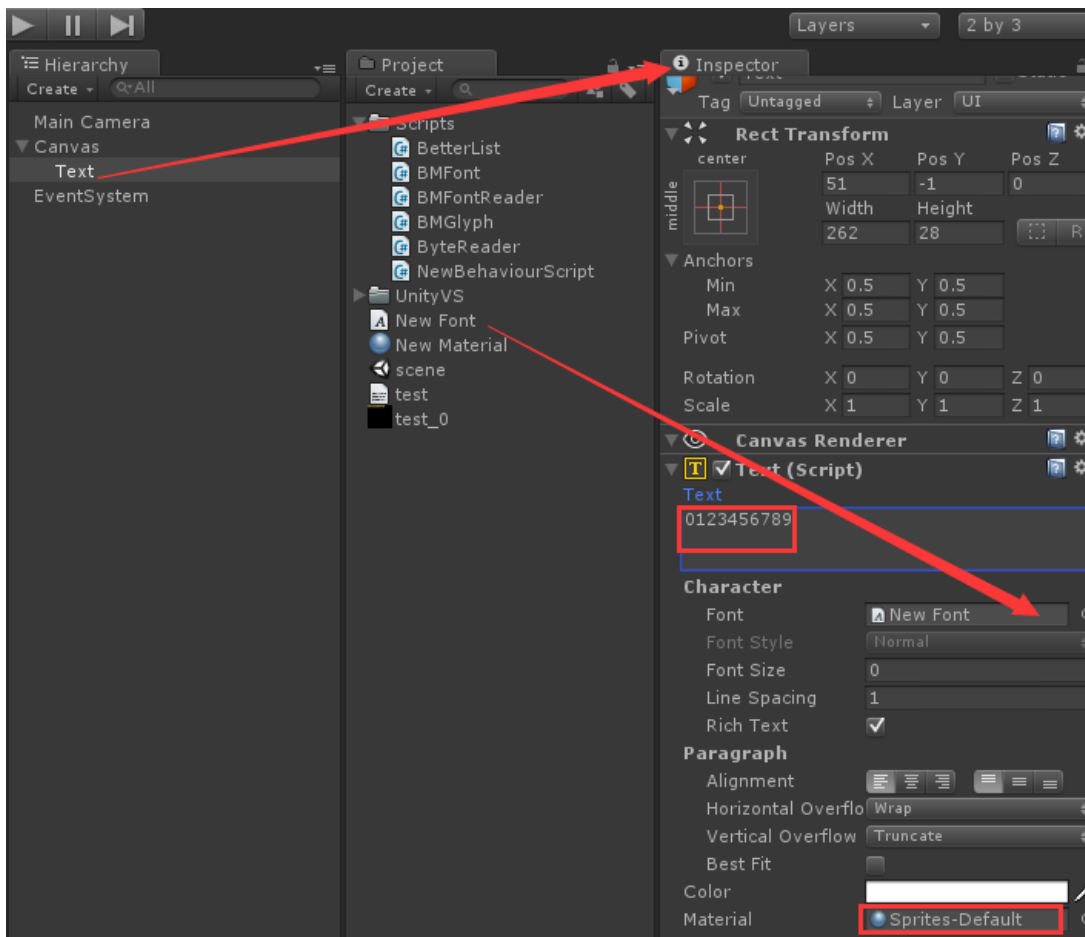 Layers
2 by 3
Hierarchy
Create
All
Main Camera
Canvas
Text
EventSystem
Project
Create
Scripts
BetterList
BMFont
BMFontReader
BMGlyph
ByteReader
NewBehaviourScript
UnityVS
New Font
New Material
scene
test
test_0
Inspector
Tag Untagged Layer UI
Rect Transform
center Pos X Pos Y Pos Z
middle
51 -1 0
Width Height
262 28 R
Anchors
Min X 0.5 Y 0.5
Max X 0.5 Y 0.5
Pivot X 0.5 Y 0.5
Rotation X 0 Y 0 Z 0
Scale X 1 Y 1 Z 1
Canvas Renderer
T Text (Script)
Text
0123456789
Character
Font New Font
Font Style Normal
Font Size 0
Line Spacing 1
Rich Text
Paragraph
Alignment
Horizontal Overflo Wrap
Vertical Overflow Truncate
Best Fit
Color
Material Sprites-Default